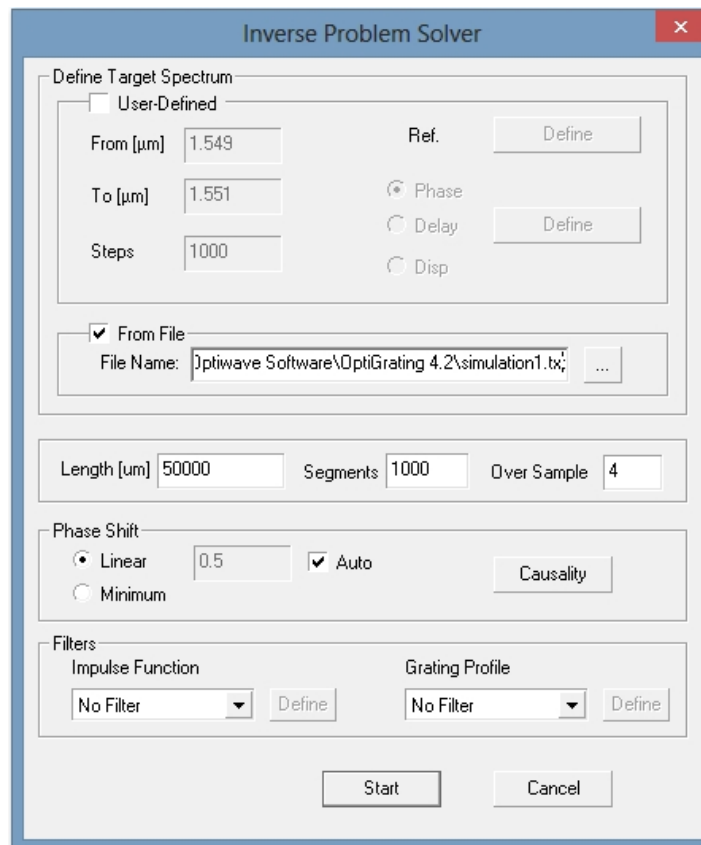 Inverse Problem Solver
Define Target Spectrum
User-Defined
From [µm] 1.549 Ref. Define
To [µm] 1.551 Phase
Delay Define
Steps 1000
Disp
From File
File Name: Optiwave Software\OptiGrating 4.2\simulation1.tx ...
Length [um] 50000 Segments 1000 Over Sample 4
Phase Shift
Linear 0.5 Auto Causality
Minimum
Filters
Impulse Function Grating Profile
No Filter Define No Filter Define
Start Cancel